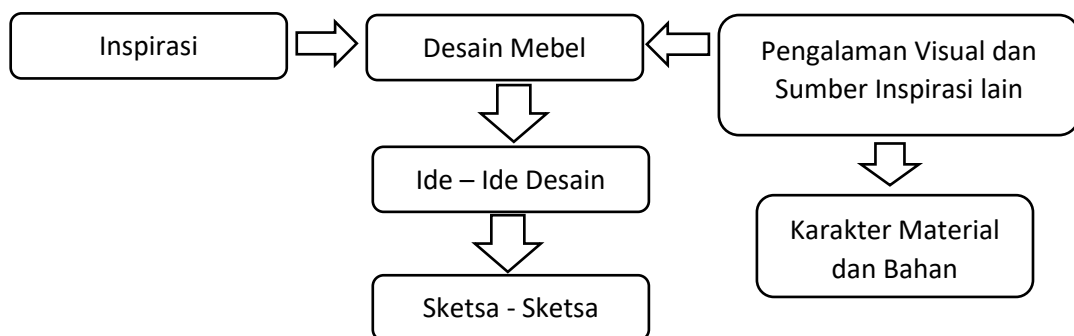 Inspirasi
Desain Mebel
Pengalaman Visual dan
Sumber Inspirasi lain
Ide – Ide Desain
Karakter Material
dan Bahan
Sketsa - Sketsa